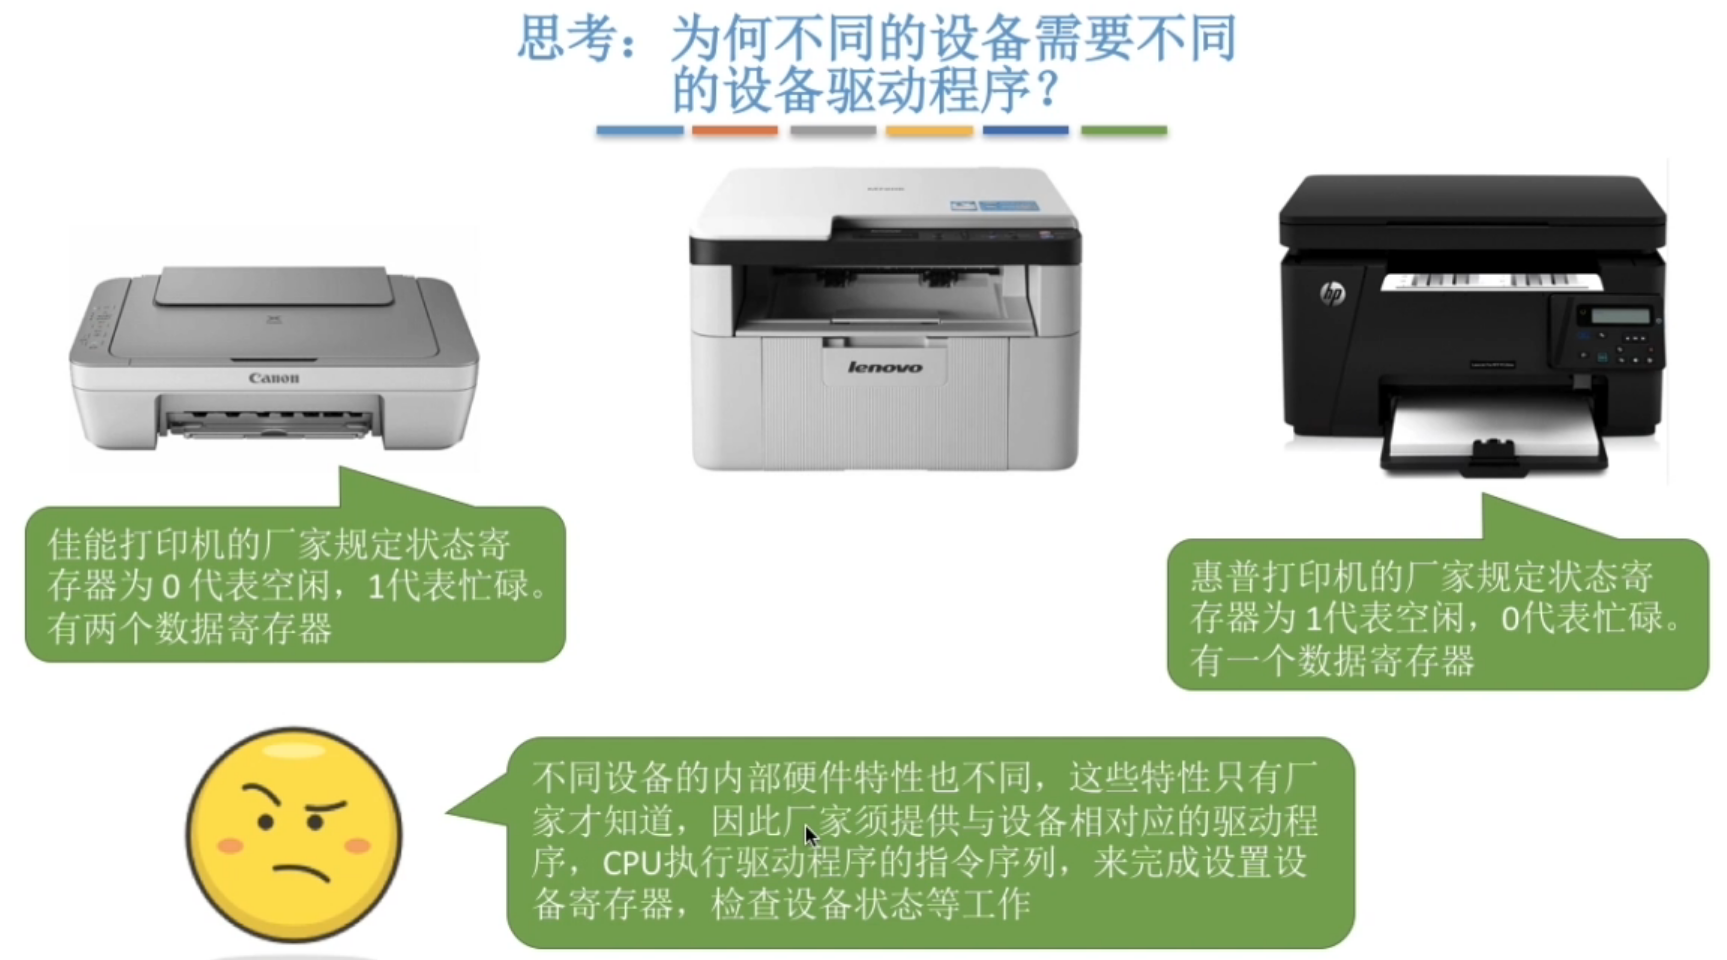 思考：为何不同的设备需要不同
的设备驱动程序？
Canon
lenovo
hp
佳能打印机的厂家规定状态寄
存器为 0 代表空闲，1代表忙碌。
有两个数据寄存器
惠普打印机的厂家规定状态寄
存器为 1代表空闲，0代表忙碌。
有一个数据寄存器
不同设备的内部硬件特性也不同，这些特性只有厂
家才知道，因此厂家须提供与设备相对应的驱动程
序，CPU执行驱动程序的指令序列，来完成设置设
备寄存器，检查设备状态等工作